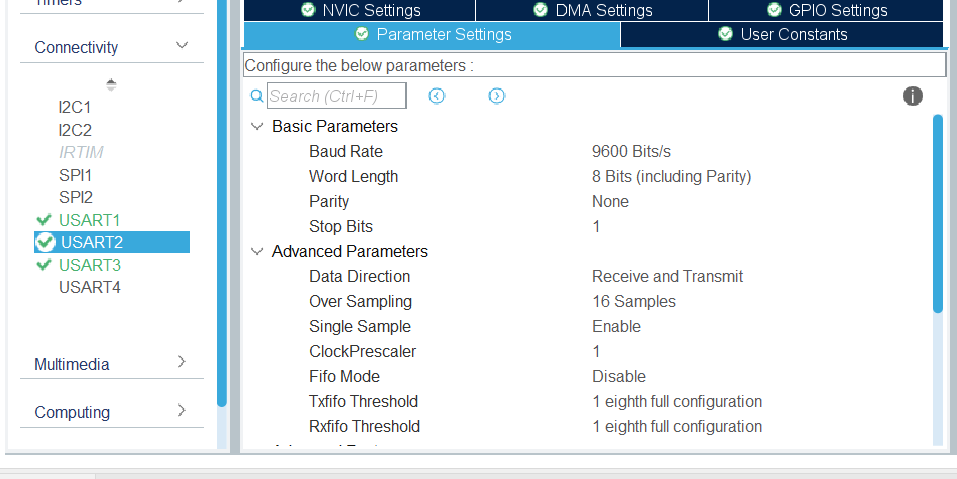 Timers
Connectivity
I2C1
I2C2
IRTIM
SPI1
SPI2
USART1
USART2
USART3
USART4
Multimedia
Computing
NVIC Settings
DMA Settings
GPIO Settings
Parameter Settings
User Constants
Configure the below parameters :
Search (Ctrl+F)
Basic Parameters
Baud Rate 9600 Bits/s
Word Length 8 Bits (including Parity)
Parity None
Stop Bits 1
Advanced Parameters
Data Direction Receive and Transmit
Over Sampling 16 Samples
Single Sample Enable
ClockPrescaler 1
Fifo Mode Disable
Txfifo Threshold 1 eighth full configuration
Rxfifo Threshold 1 eighth full configuration